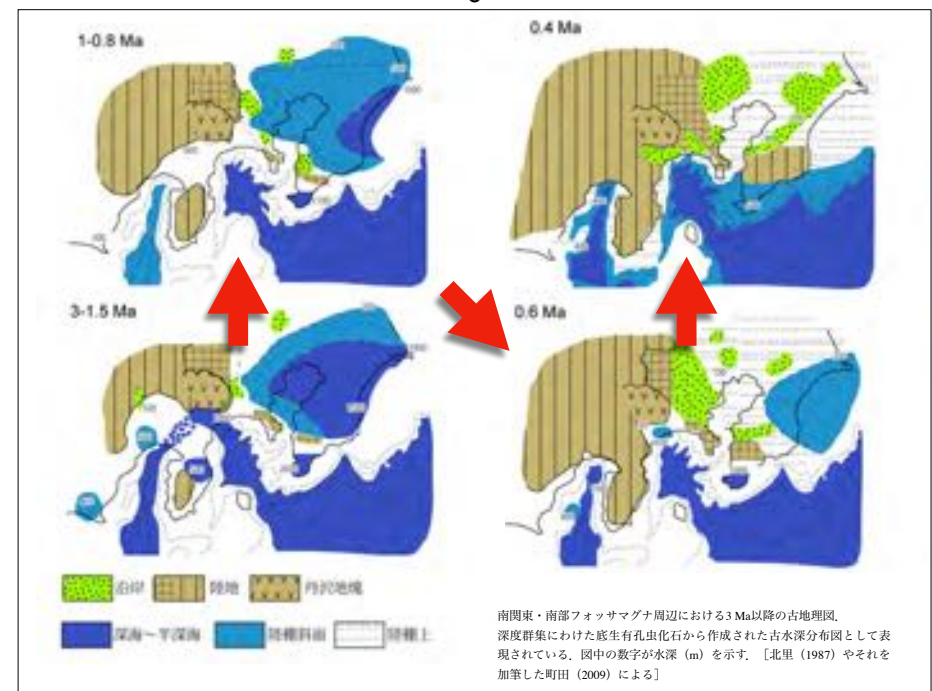 1-0.8 Ma
0.4 Ma
3-1.5 Ma
0.6 Ma
沿岸
陸地
丹沢地塊
深海～半深海
陸棚斜面
陸棚上
南関東・南部フォッサマグナ周辺における3 Ma以降の古地理図.
深度群集にわけた底生有孔虫化石から作成された古水深分布図として表
現されている. 図中の数字が水深（m）を示す. ［北里（1987）やそれを
加筆した町田（2009）による］